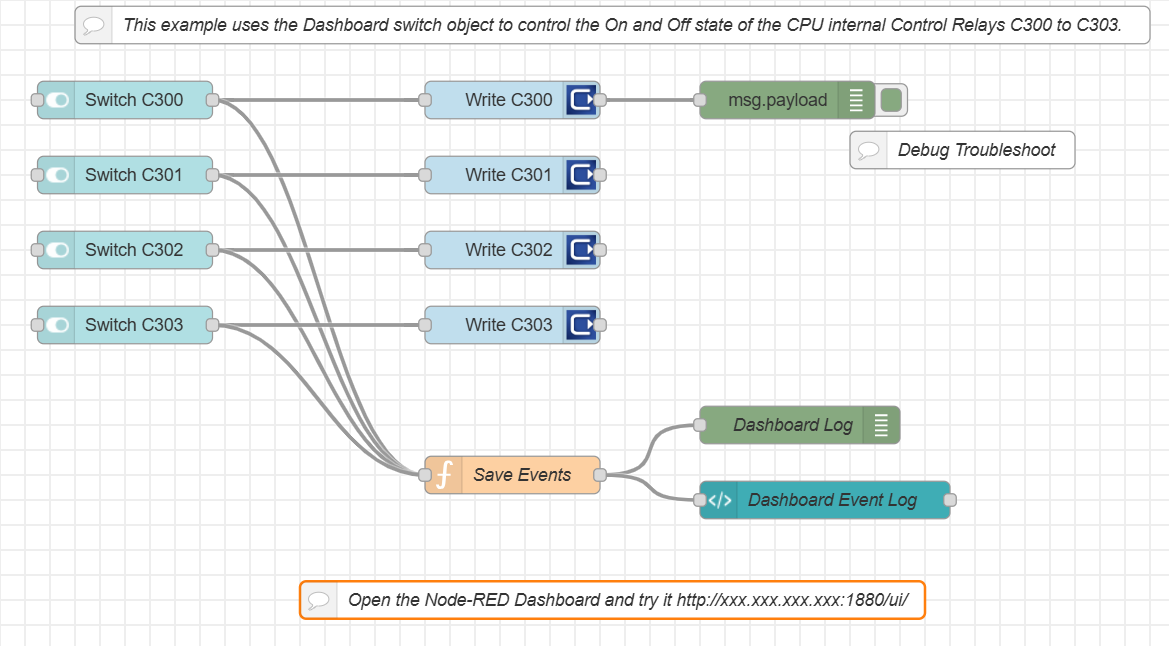 This example uses the Dashboard switch object to control the On and Off state of the CPU internal Control Relays C300 to C303.
Switch C300
Write C300
msg.payload
Debug Troubleshoot
Switch C301
Write C301
Switch C302
Write C302
Switch C303
Write C303
Dashboard Log
Save Events
Dashboard Event Log
Open the Node-RED Dashboard and try it http://xxx.xxx.xxx.xxx:1880/ui/